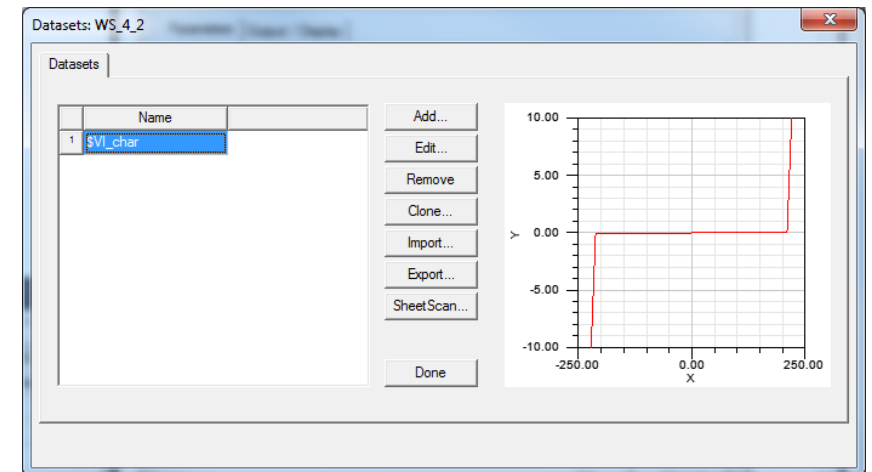 Datasets: WS_4_2
Datasets
Name
1 $VI_char
Add...
Edit...
Remove
Clone...
Import...
Export...
SheetScan...
Done
10.00
5.00
0.00
-5.00
-10.00
Y
-250.00 0.00 250.00
X